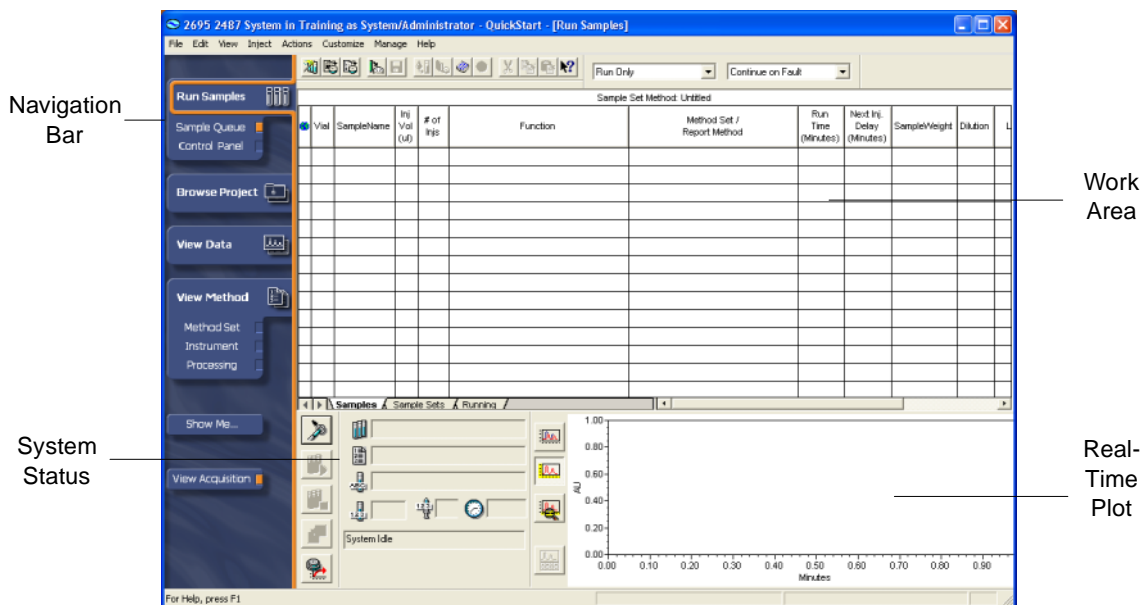 2695 2487 System in Training as System/Administrator - QuickStart - [Run Samples]
File Edit View Inject Actions Customize Manage Help
Run Only
Continue on Fault
Navigation
Bar
Run Samples
Sample Queue
Control Panel
Browse Project
View Data
View Method
Method Set
Instrument
Processing
Show Me...
View Acquisition
System
Status
Sample Set Method: Untitled
Vial
SampleName
Inj
Vol
(ul)
# of
Injs
Function
Method Set /
Report Method
Run
Time
(Minutes)
Next Inj.
Delay
(Minutes)
SampleWeight
Dilution
L
Work
Area
Samples
Sample Sets
Running
System Idle
1.00
0.80
0.60
0.40
0.20
0.00
AU
0.00 0.10 0.20 0.30 0.40 0.50 0.60 0.70 0.80 0.90
Minutes
Real-
Time
Plot
For Help, press F1